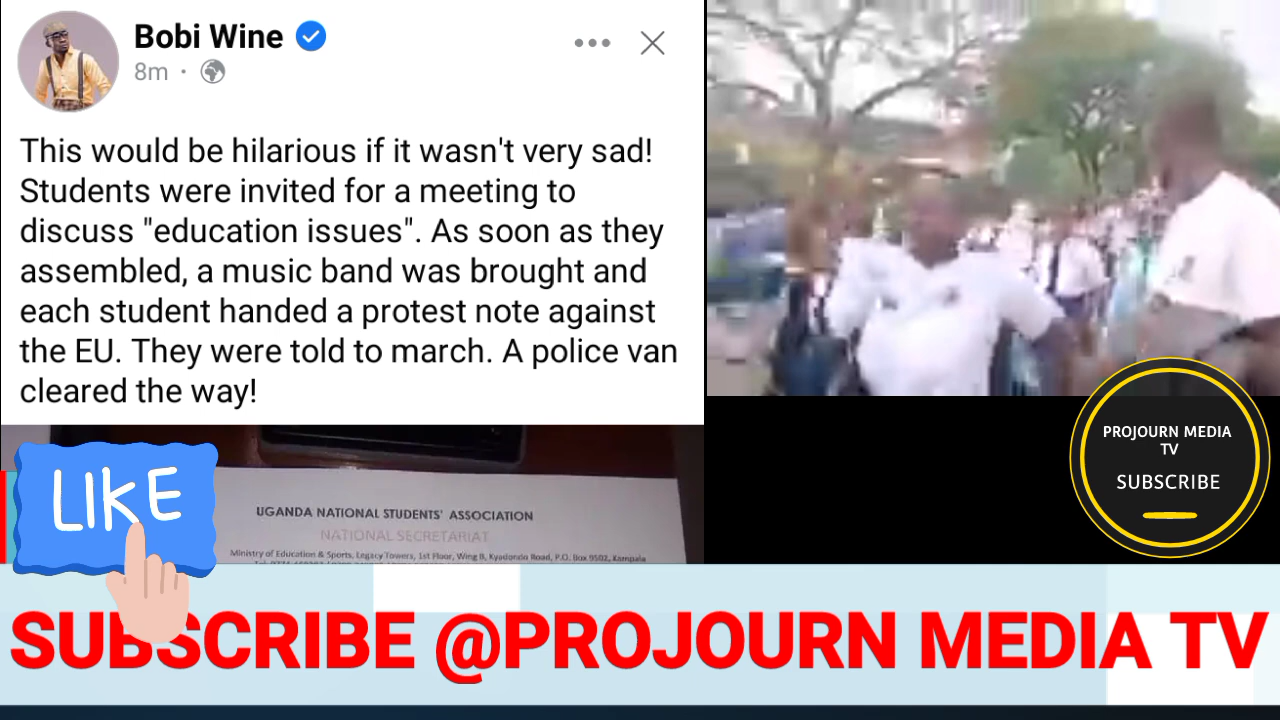 Bobi Wine
8m ·
This would be hilarious if it wasn't very sad!
Students were invited for a meeting to
discuss "education issues". As soon as they
assembled, a music band was brought and
each student handed a protest note against
the EU. They were told to march. A police van
cleared the way!
UGANDA NATIONAL STUDENTS' ASSOCIATION
NATIONAL SECRETARIAT
Ministry of Education & Sports, Legacy Towers, 1st Floor, Wing B, Kyadondo Road, P.O. Box 9502, Kampala
LIKE
PROJOURN MEDIA
TV
SUBSCRIBE
SUBSCRIBE @PROJOURN MEDIA TV